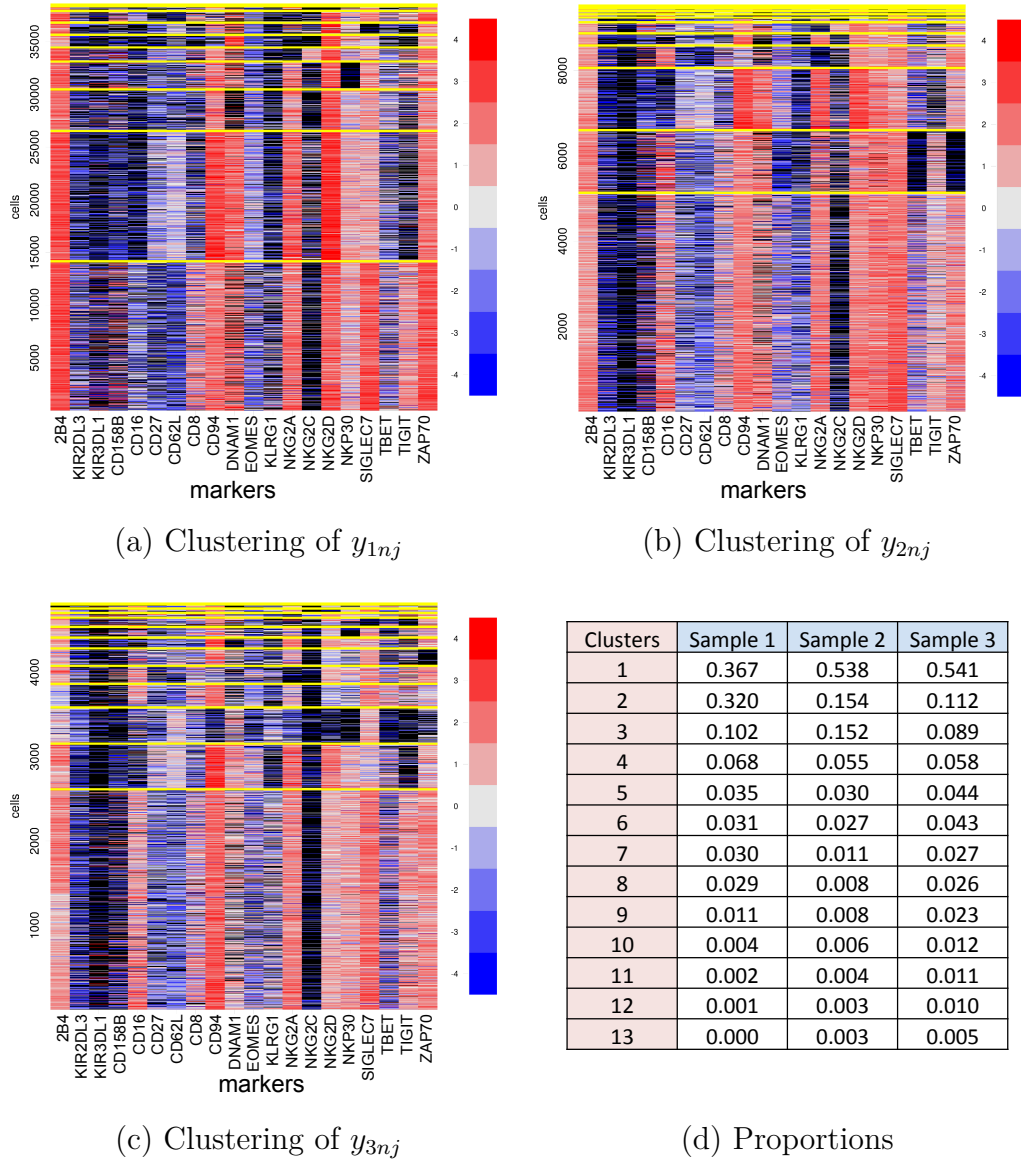 35000
30000
25000
20000
15000
10000
5000
cells
4
3
2
1
0
-1
-2
-3
-4
2B4
KIR2DL3
KIR3DL1
CD158B
CD16
CD27
CD62L
CD8
CD94
DNAM1
EOMES
KLRG1
NKG2A
NKG2C
NKG2D
NKP30
SIGLEC7
TBET
TIGIT
ZAP70
markers
(a) Clustering of y1nj
8000
6000
4000
2000
cells
4
3
2
1
0
-1
-2
-3
-4
2B4
KIR2DL3
KIR3DL1
CD158B
CD16
CD27
CD62L
CD8
CD94
DNAM1
EOMES
KLRG1
NKG2A
NKG2C
NKG2D
NKP30
SIGLEC7
TBET
TIGIT
ZAP70
markers
(b) Clustering of y2nj
4000
3000
2000
1000
cells
4
3
2
1
0
-1
-2
-3
-4
2B4
KIR2DL3
KIR3DL1
CD158B
CD16
CD27
CD62L
CD8
CD94
DNAM1
EOMES
KLRG1
NKG2A
NKG2C
NKG2D
NKP30
SIGLEC7
TBET
TIGIT
ZAP70
markers
(c) Clustering of y3nj
Clusters Sample 1 Sample 2 Sample 3
1 0.367 0.538 0.541
2 0.320 0.154 0.112
3 0.102 0.152 0.089
4 0.068 0.055 0.058
5 0.035 0.030 0.044
6 0.031 0.027 0.043
7 0.030 0.011 0.027
8 0.029 0.008 0.026
9 0.011 0.008 0.023
10 0.004 0.006 0.012
11 0.002 0.004 0.011
12 0.001 0.003 0.010
13 0.000 0.003 0.005
(d) Proportions